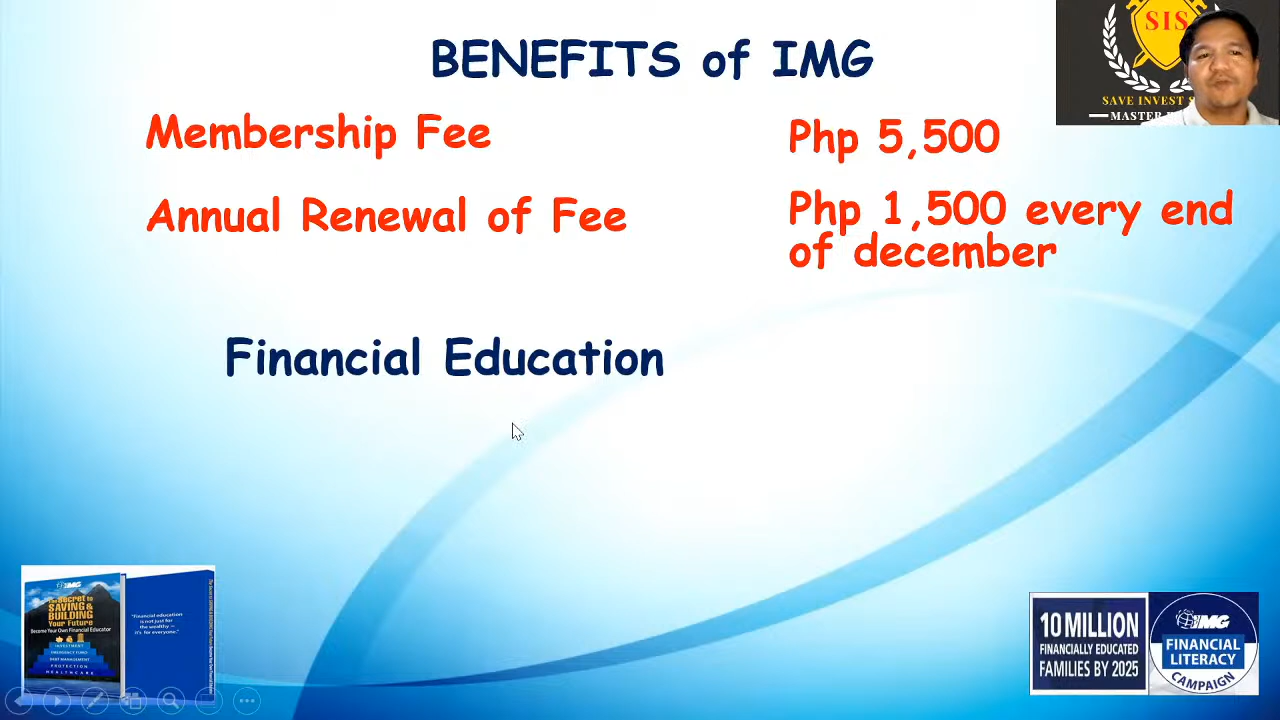 BENEFITS of IMG
SIS
SAVE INVEST S
MASTER
Membership Fee
Php 5,500
Annual Renewal of Fee
Php 1,500 every end
of december
Financial Education
IMG
The Secret to
SAVING &
BUILDING
Your Future
Become Your Own Financial Educator
INVESTMENT
EMERGENCY FUND
DEBT MANAGEMENT
PROTECTION
HEALTHCARE
"Financial education
is not just for
the wealthy —
it's for everyone."
10 MILLION
FINANCIALLY EDUCATED
FAMILIES BY 2025
IMG
FINANCIAL
LITERACY
CAMPAIGN